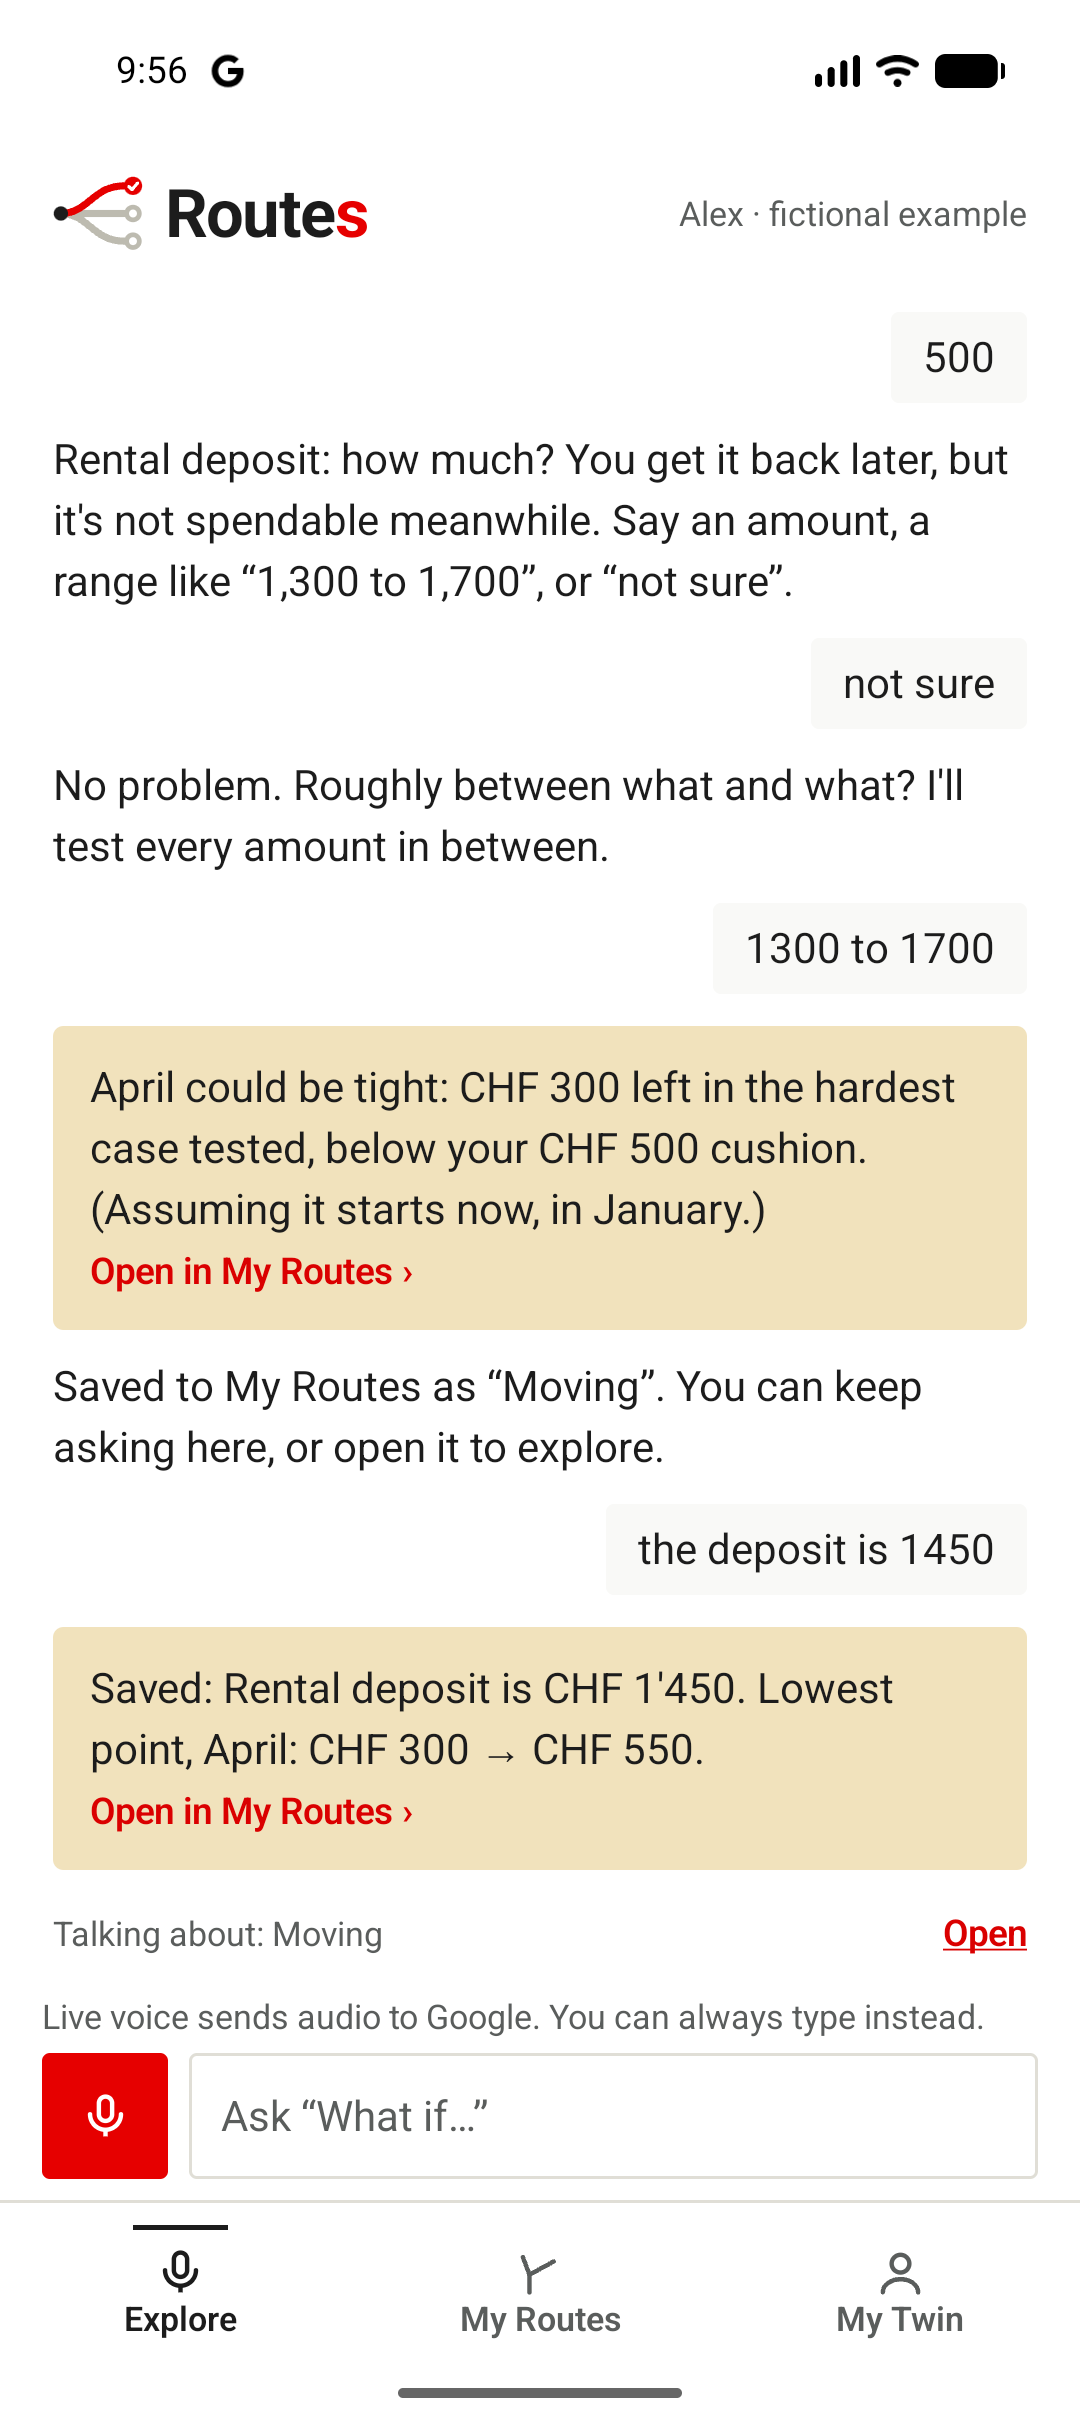 9:56
Routes
Alex · fictional example
500
Rental deposit: how much? You get it back later, but
it's not spendable meanwhile. Say an amount, a
range like “1,300 to 1,700”, or “not sure”.
not sure
No problem. Roughly between what and what? I'll
test every amount in between.
1300 to 1700
April could be tight: CHF 300 left in the hardest
case tested, below your CHF 500 cushion.
(Assuming it starts now, in January.)
Open in My Routes ›
Saved to My Routes as “Moving”. You can keep
asking here, or open it to explore.
the deposit is 1450
Saved: Rental deposit is CHF 1'450. Lowest
point, April: CHF 300 → CHF 550.
Open in My Routes ›
Talking about: Moving
Open
Live voice sends audio to Google. You can always type instead.
Ask “What if…”
Explore
My Routes
My Twin